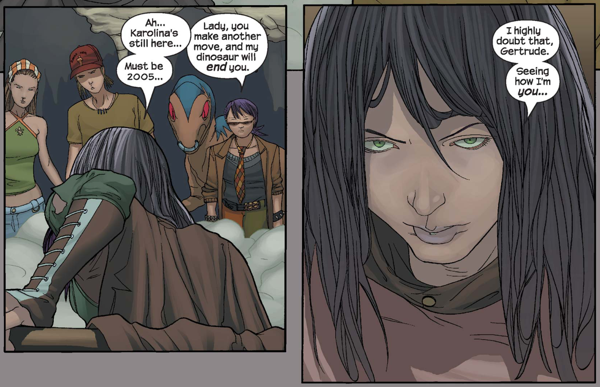 Ah...
Karolina's
still here...
Must be
2005...
Lady, you
make another
move, and my
dinosaur will
end you.
I highly
doubt that,
Gertrude.
Seeing
how I'm
you...